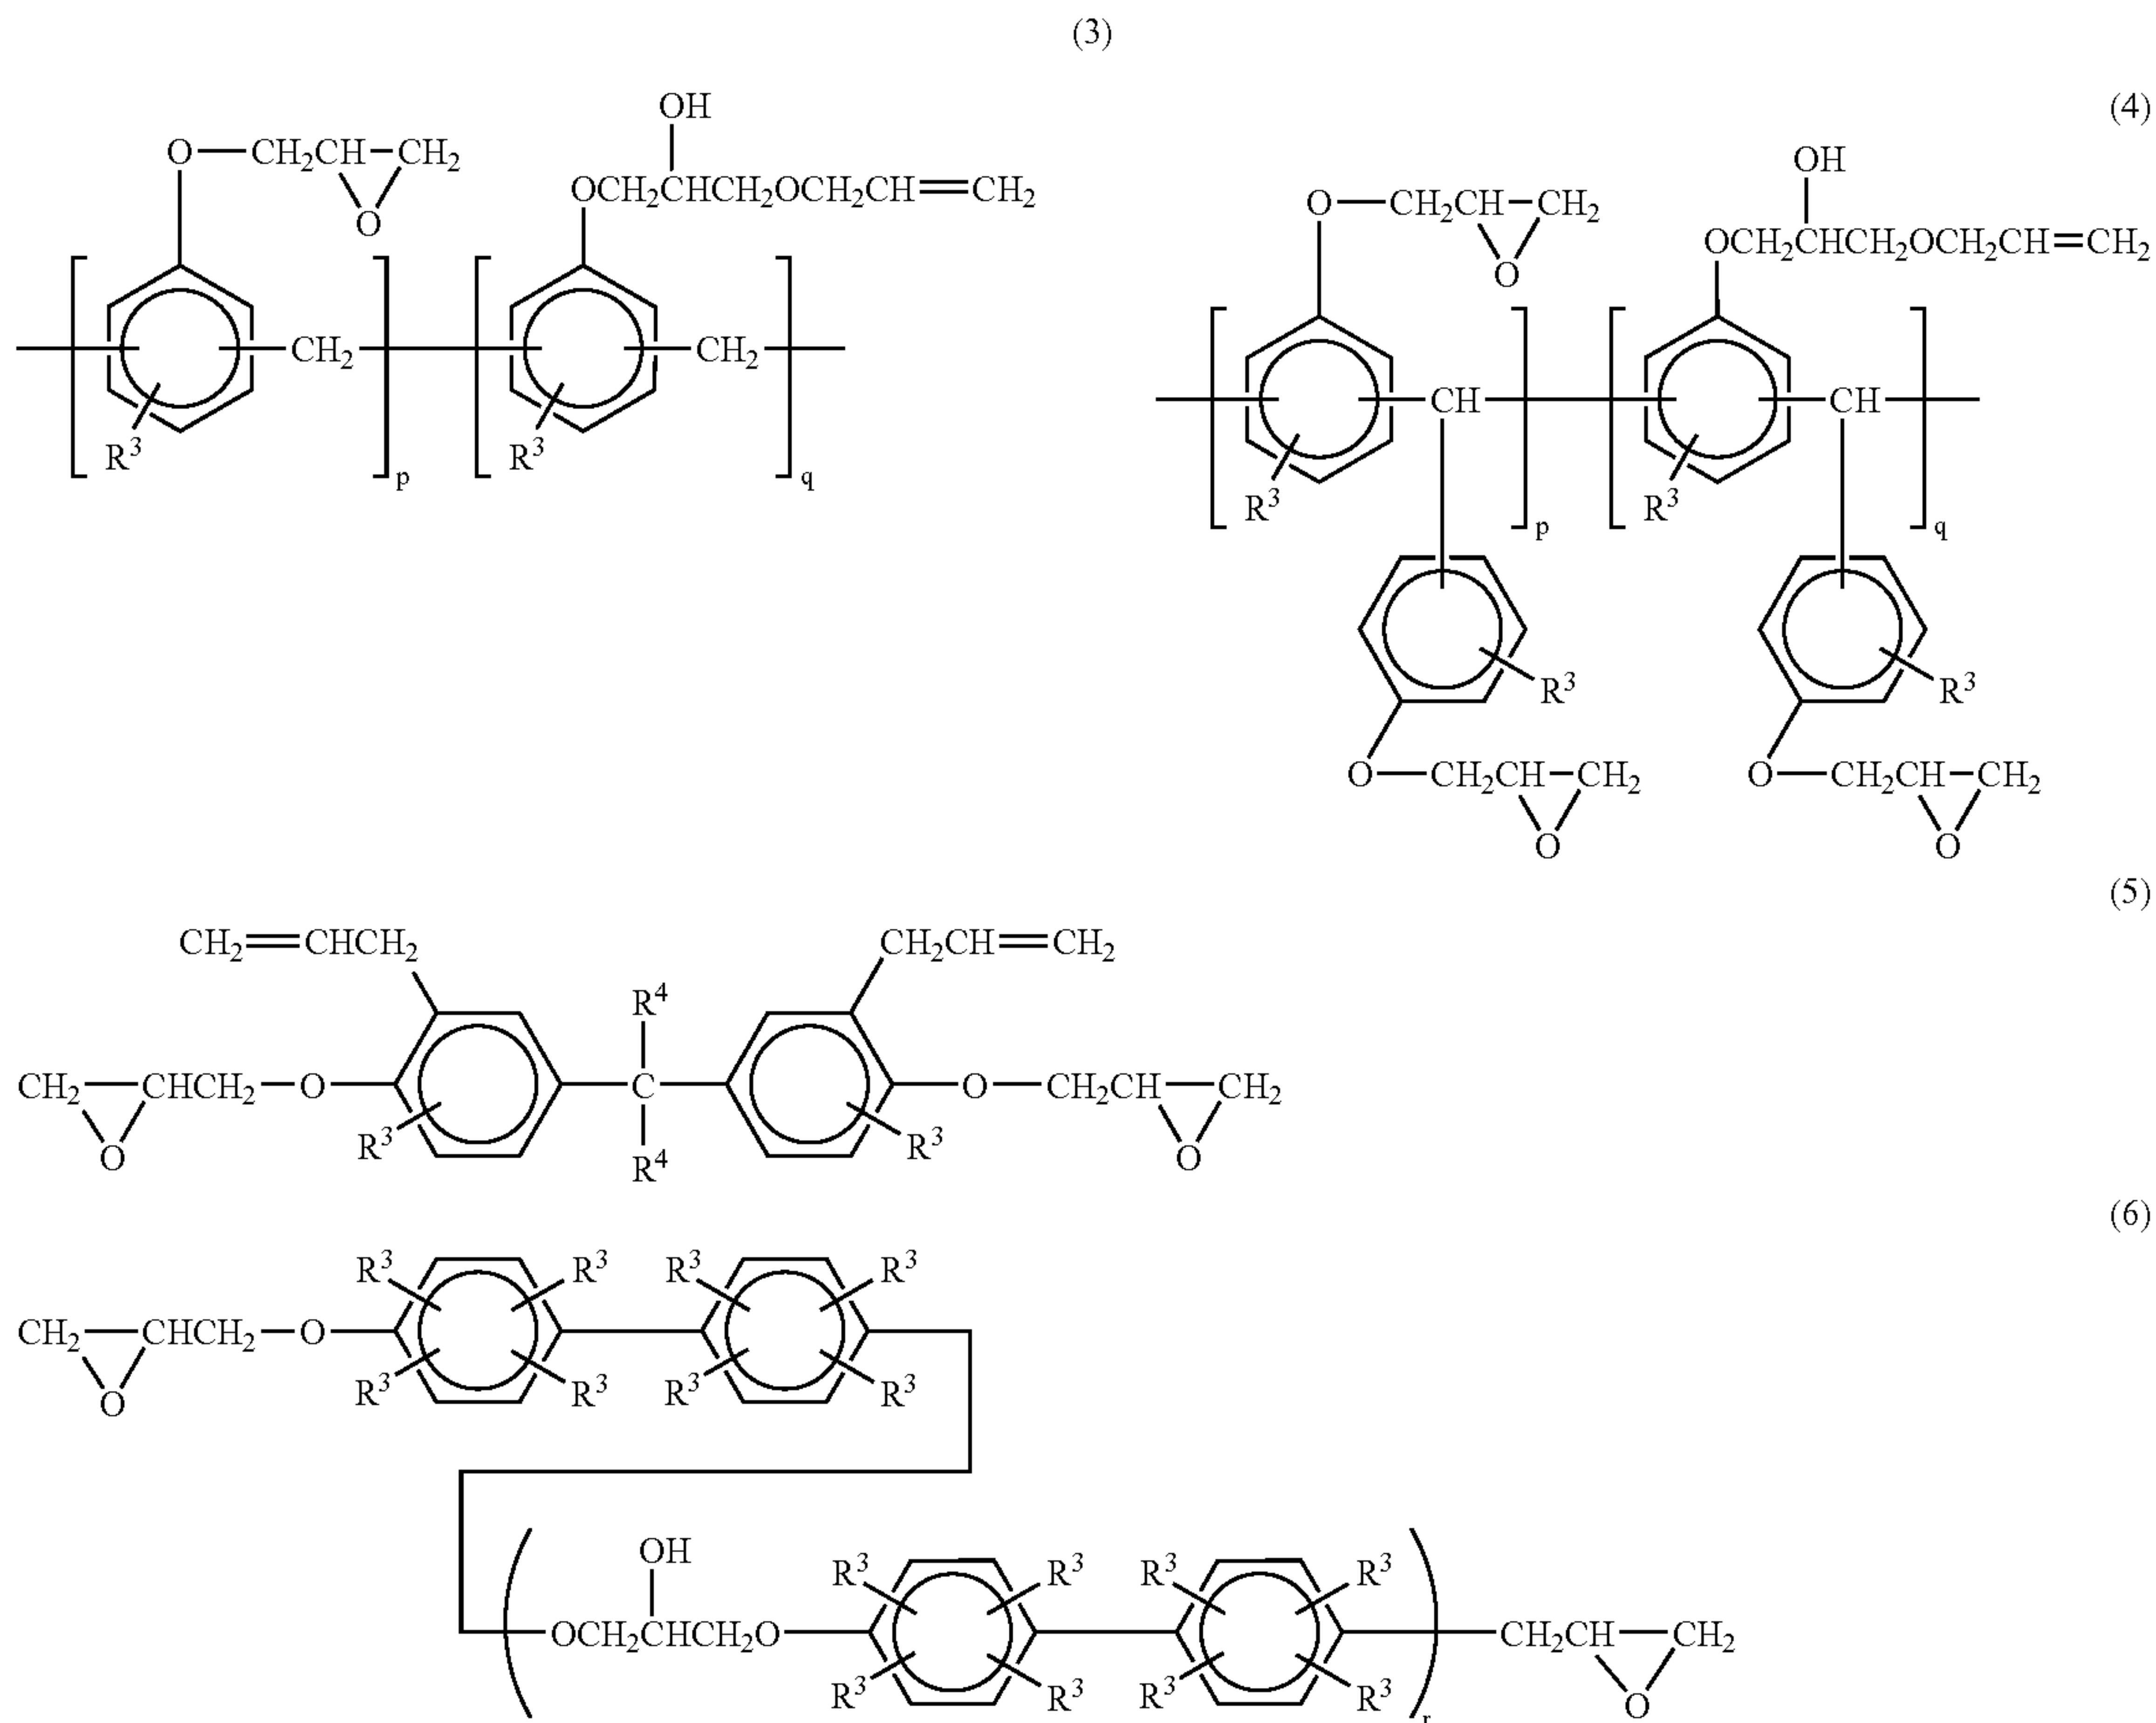 (3)
OH
O CH₂CH CH₂
O
OCH₂CHCH₂OCH₂CH=CH₂
CH₂ CH₂
R³ R³
p q
(4)
OH
O CH₂CH CH₂
O
OCH₂CHCH₂OCH₂CH=CH₂
CH CH
R³ R³
p q
R³ R³
O CH₂CH CH₂ O CH₂CH CH₂
O O
(5)
CH₂=CHCH₂ CH₂CH=CH₂
R⁴
CH₂ CHCH₂ O C O CH₂CH CH₂
R³ R³
O R⁴ O
(6)
R³ R³ R³ R³
CH₂ CHCH₂ O
R³ R³ R³ R³
O
OH
R³ R³ R³ R³
OCH₂CHCH₂O CH₂CH CH₂
R³ R³ R³ R³
O
r